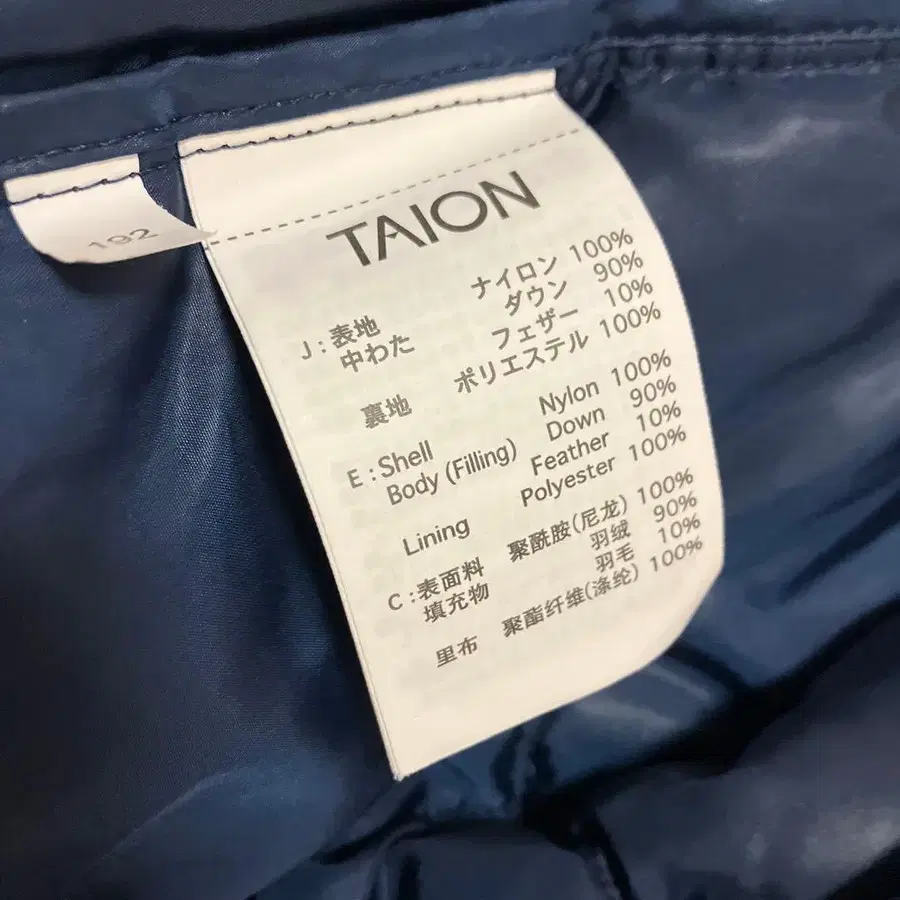 192
TAION
J : 表地 ナイロン 100%
中わた ダウン 90%
フェザー 10%
裏地 ポリエステル 100%
E : Shell Nylon 100%
Body (Filling) Down 90%
Feather 10%
Lining Polyester 100%
C : 表面料 聚酰胺(尼龙) 100%
填充物 羽绒 90%
羽毛 10%
里布 聚酯纤维(涤纶) 100%